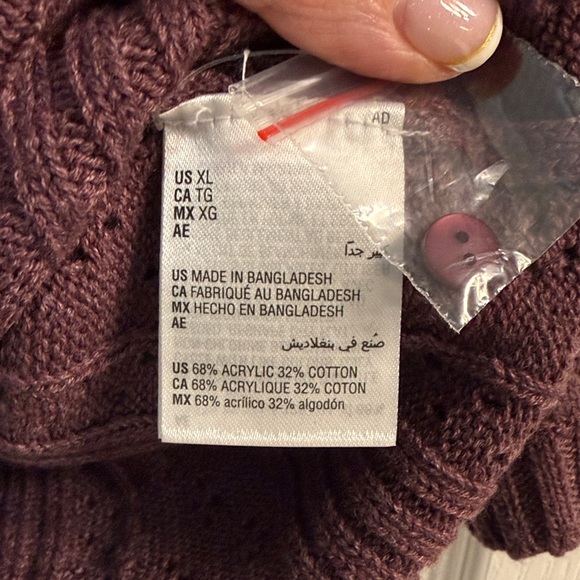 AD
US XL
CA TG
MX XG
AE
جدًا
US MADE IN BANGLADESH
CA FABRIQUÉ AU BANGLADESH
MX HECHO EN BANGLADESH
AE
صُنع في بنغلاديش
US 68% ACRYLIC 32% COTTON
CA 68% ACRYLIQUE 32% COTON
MX 68% acrílico 32% algodón